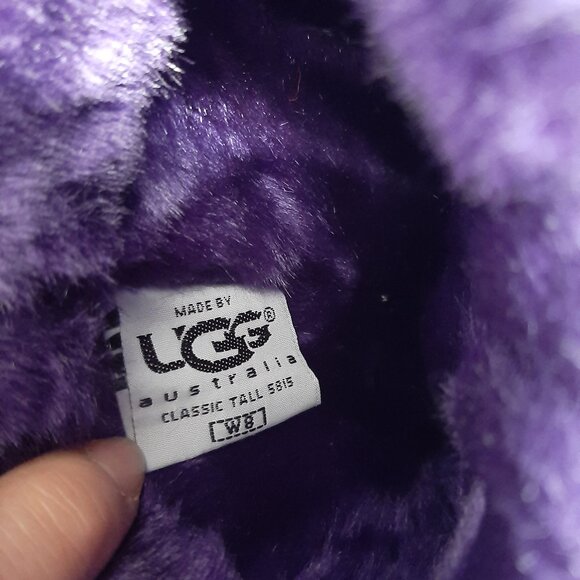 MADE BY
UGG®
australia
CLASSIC TALL 5815
W8